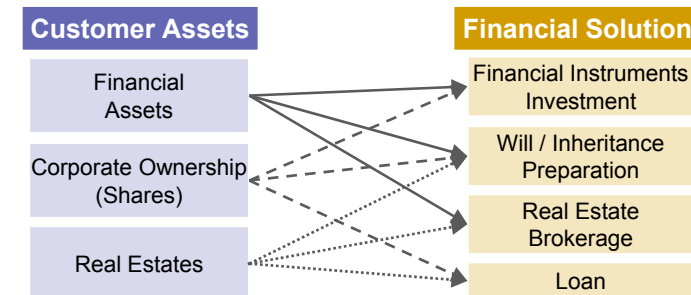 Customer Assets
Financial Solution
Financial
Assets
Corporate Ownership
(Shares)
Real Estates
Financial Instruments
Investment
Will / Inheritance
Preparation
Real Estate
Brokerage
Loan